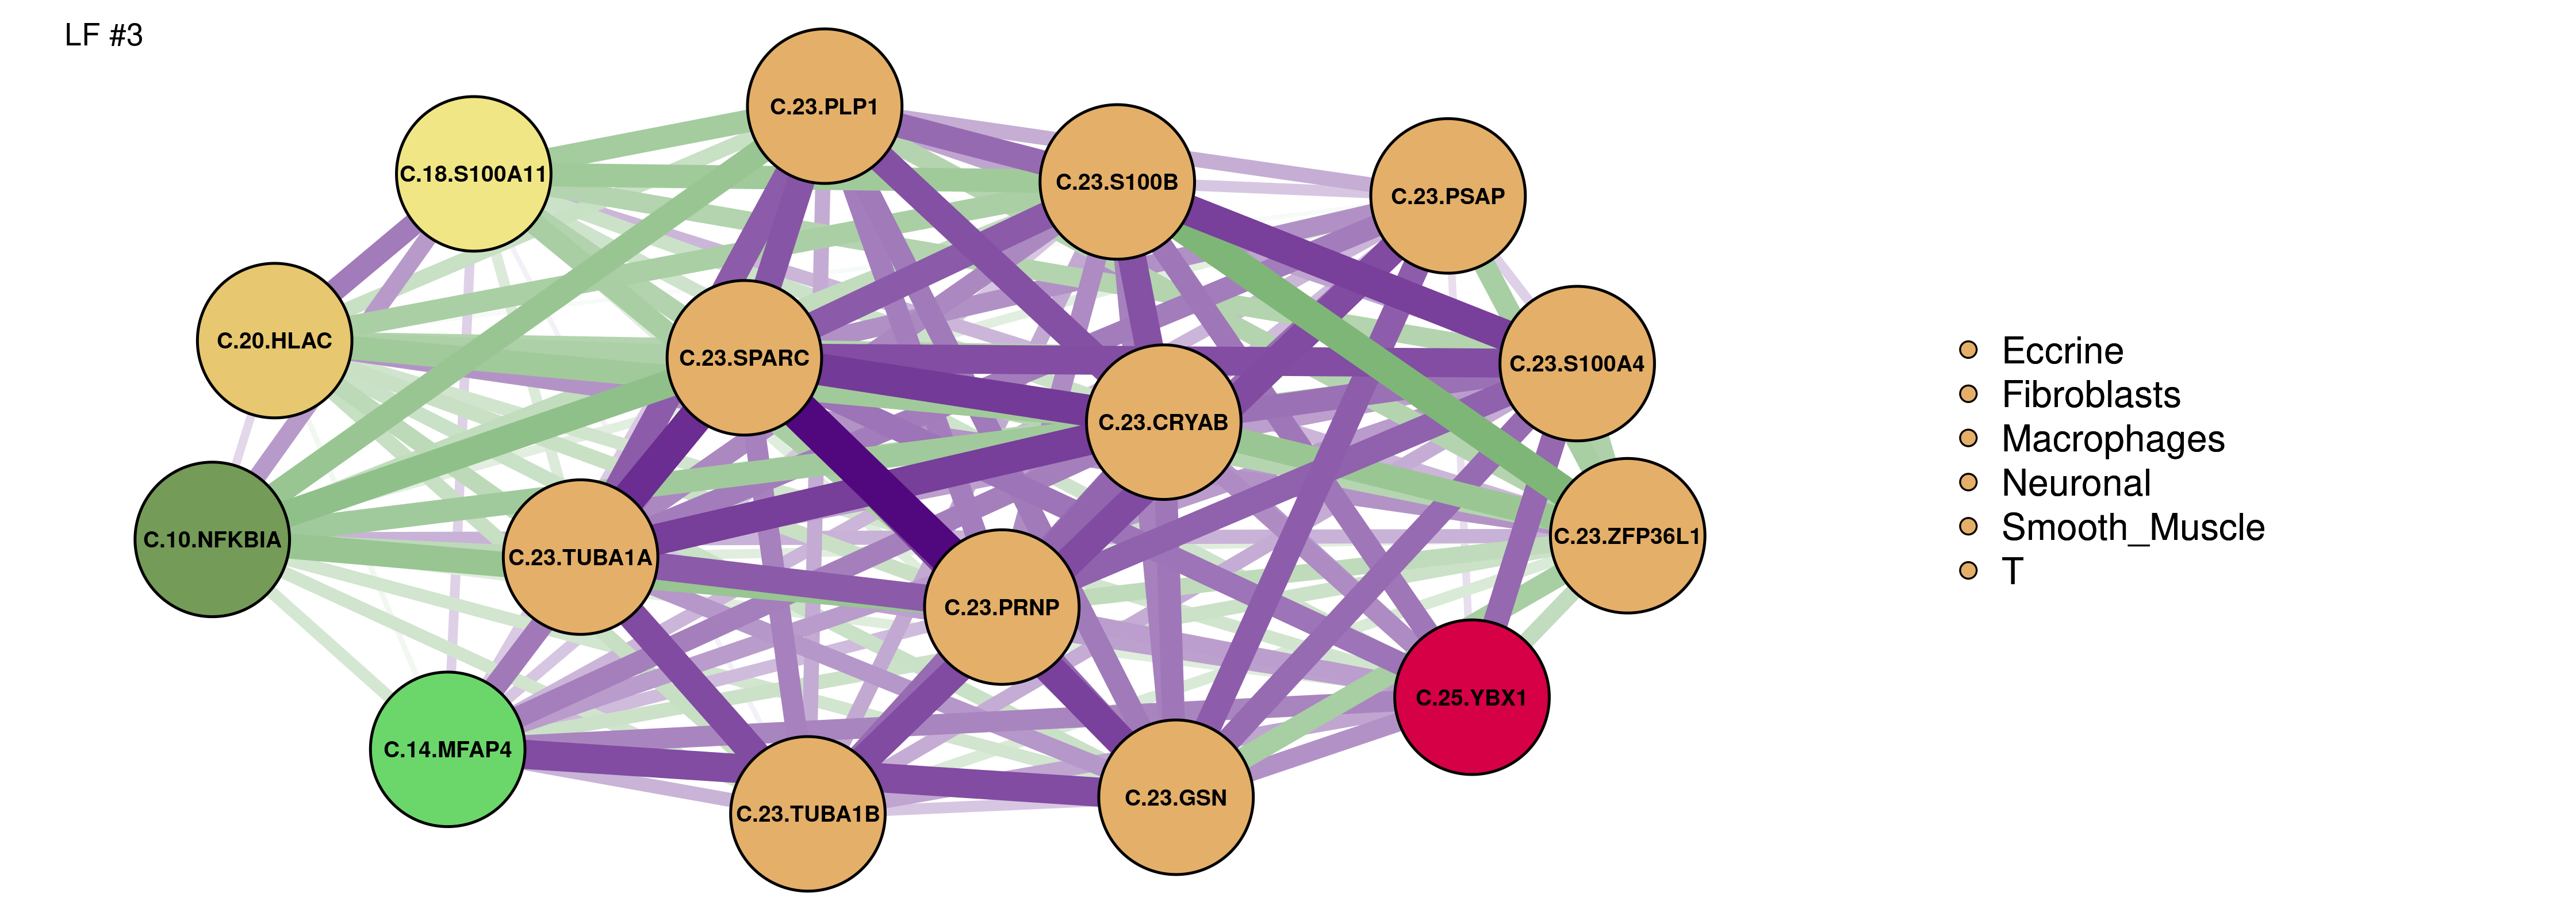 LF #3
C.23.PLP1
C.18.S100A11
C.23.S100B
C.23.PSAP
C.20.HLAC
C.23.SPARC
C.23.S100A4
C.23.CRYAB
C.10.NFKBIA
C.23.TUBA1A
C.23.ZFP36L1
C.23.PRNP
C.25.YBX1
C.14.MFAP4
C.23.TUBA1B
C.23.GSN
Eccrine
Fibroblasts
Macrophages
Neuronal
Smooth_Muscle
T